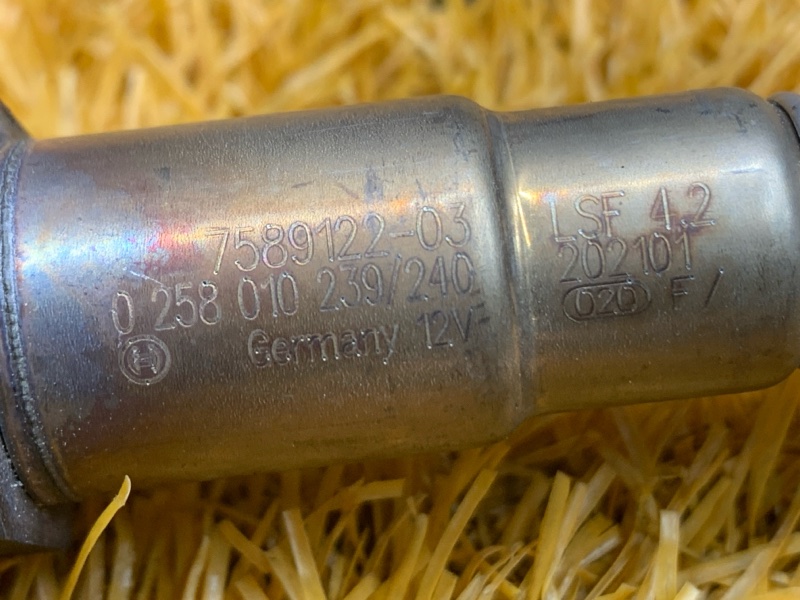 7589122-03
0 258 010 239/240
Germany 12V
LSF 4.2
202101
020 F /